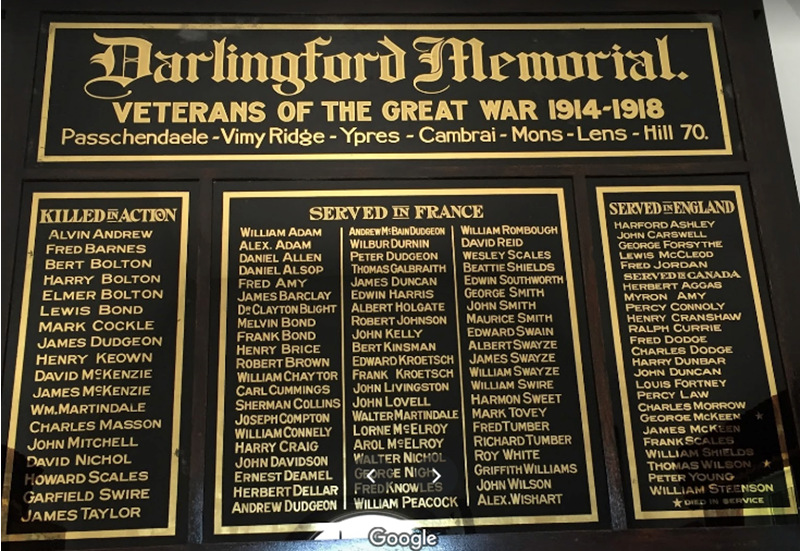 Darlingford Memorial.
VETERANS OF THE GREAT WAR 1914-1918
Passchendaele - Vimy Ridge - Ypres - Cambrai - Mons - Lens - Hill 70.
KILLED IN ACTION
ALVIN ANDREW
FRED BARNES
BERT BOLTON
HARRY BOLTON
ELMER BOLTON
LEWIS BOND
MARK COCKLE
JAMES DUDGEON
HENRY KEOWN
DAVID McKENZIE
JAMES McKENZIE
WM. MARTINDALE
CHARLES MASSON
JOHN MITCHELL
DAVID NICHOL
HOWARD SCALES
GARFIELD SWIRE
JAMES TAYLOR
SERVED IN FRANCE
WILLIAM ADAM
ALEX. ADAM
DANIEL ALLEN
DANIEL ALSOP
FRED AMY
JAMES BARCLAY
DR CLAYTON BLIGHT
MELVIN BOND
FRANK BOND
HENRY BRICE
ROBERT BROWN
WILLIAM CHAYTOR
CARL CUMMINGS
SHERMAN COLLINS
JOSEPH COMPTON
WILLIAM CONNELY
HARRY CRAIG
JOHN DAVIDSON
ERNEST DEAMEL
HERBERT DELLAR
ANDREW DUDGEON
ANDREW McBAIN DUDGEON
WILBUR DURNIN
PETER DUDGEON
THOMAS GALBRAITH
JAMES DUNCAN
EDWIN HARRIS
ALBERT HOLGATE
ROBERT JOHNSON
JOHN KELLY
BERT KINSMAN
EDWARD KROETSCH
FRANK KROETSCH
JOHN LIVINGSTON
JOHN LOVELL
WALTER MARTINDALE
LORNE McELROY
AROL McELROY
WALTER NICHOL
GEORGE NIGH
FRED KNOWLES
WILLIAM PEACOCK
WILLIAM ROMBOUGH
DAVID REID
WESLEY SCALES
BEATTIE SHIELDS
EDWIN SOUTHWORTH
GEORGE SMITH
JOHN SMITH
MAURICE SMITH
EDWARD SWAIN
ALBERT SWAYZE
JAMES SWAYZE
WILLIAM SWAYZE
WILLIAM SWIRE
HARMON SWEET
MARK TOVEY
FRED TUMBER
RICHARD TUMBER
ROY WHITE
GRIFFITH WILLIAMS
JOHN WILSON
ALEX. WISHART
SERVED IN ENGLAND
HARFORD ASHLEY
JOHN CARSWELL
GEORGE FORSYTHE
LEWIS McCLEOD
FRED JORDAN
SERVED IN CANADA
HERBERT AGGAS
MYRON AMY
PERCY CONNOLY
HENRY CRANSHAW
RALPH CURRIE
FRED DODGE
CHARLES DODGE
HARRY DUNBAR
JOHN DUNCAN
LOUIS FORTNEY
PERCY LAW
CHARLES MORROW
GEORGE McKEEN ★
JAMES McKEEN
FRANK SCALES
WILLIAM SHIELDS
THOMAS WILSON ★
PETER YOUNG
WILLIAM STEENSON
★ DIED IN SERVICE
Google